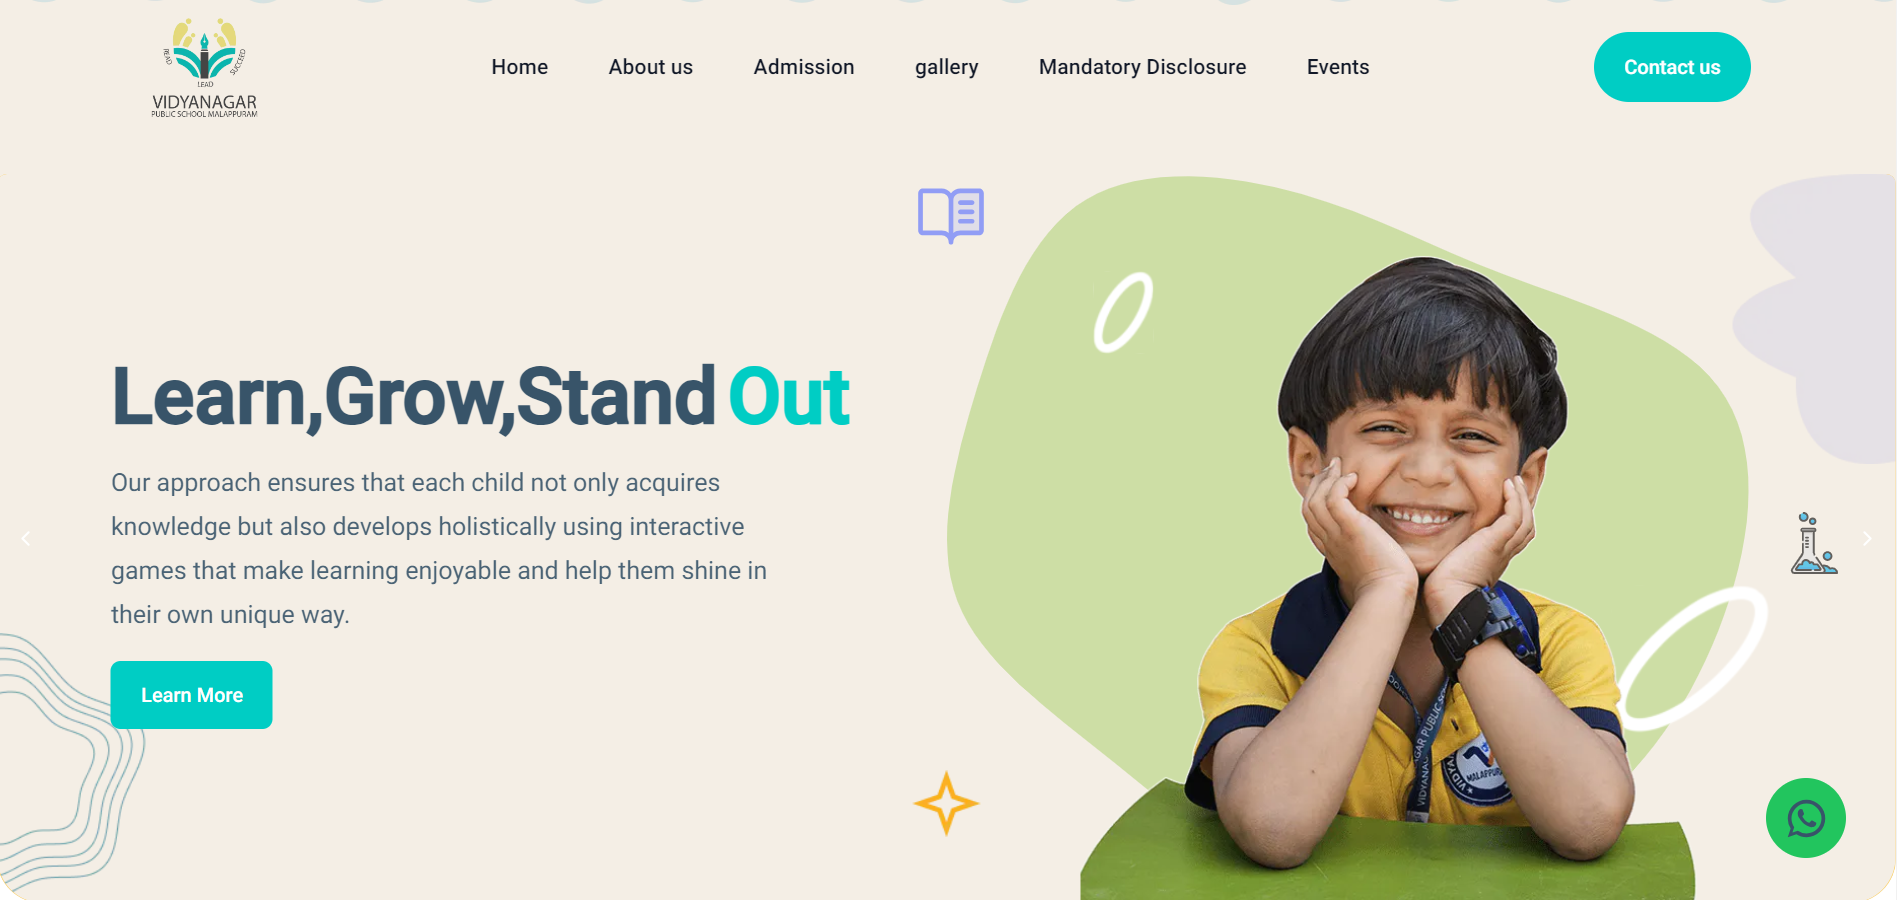 READ
SUCCEED
LEAD
VIDYANAGAR
PUBLIC SCHOOL MALAPPURAM
Home
About us
Admission
gallery
Mandatory Disclosure
Events
Contact us
Learn,Grow,Stand Out
Our approach ensures that each child not only acquires
knowledge but also develops holistically using interactive
games that make learning enjoyable and help them shine in
their own unique way.
Learn More
VIDYANAGAR PUBLIC